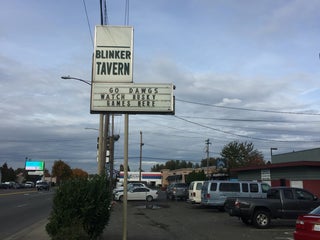 BLINKER
TAVERN
GO DAWGS
WATCH HUSKY
GAMES HERE